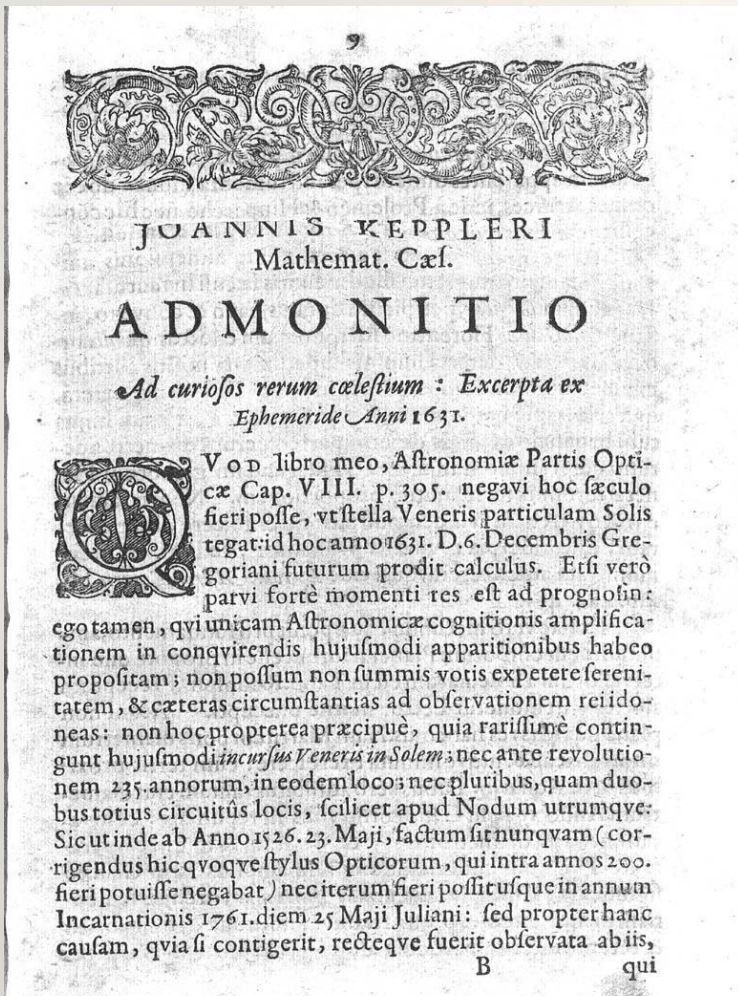 9
JOANNIS KEPPLERI
Mathemat. Cæſ.
ADMONITIO
Ad curioſos rerum cœleſtium : Excerpta ex
Ephemeride Anni 1631.
QVOD libro meo, Aſtronomiæ Partis Opti-
cæ Cap. VIII. p. 305. negavi hoc ſæculo
fieri poſſe, vt ſtella Veneris particulam Solis
tegat: id hoc anno 1631. D. 6. Decembris Gre-
goriani futurum prodit calculus. Etſi verò
parvi fortè momenti res eſt ad prognoſin:
ego tamen, qvi unicam Aſtronomicæ cognitionis amplifica-
tionem in conqvirendis hujuſmodi apparitionibus habeo
propoſitam; non poſſum non ſummis votis expetere ſereni-
tatem, & cæteras circumſtantias ad obſervationem rei ido-
neas: non hoc propterea præcipuè, quia rariſſimè contin-
gunt hujuſmodi incurſus Veneris in Solem; nec ante revolutio-
nem 235. annorum, in eodem loco; nec pluribus, quam duo-
bus totius circuitûs locis, ſcilicet apud Nodum utrumqve:
Sic ut inde ab Anno 1526. 23. Maji, factum ſit nunqvam (cor-
rigendus hic qvoqve ſtylus Opticorum, qui intra annos 200.
fieri potuiſſe negabat) nec iterum fieri poſſit uſque in annum
Incarnationis 1761. diem 25 Maji Juliani: ſed propter hanc
cauſam, qvia ſi contigerit, recteqve fuerit obſervata ab iis,
B qui